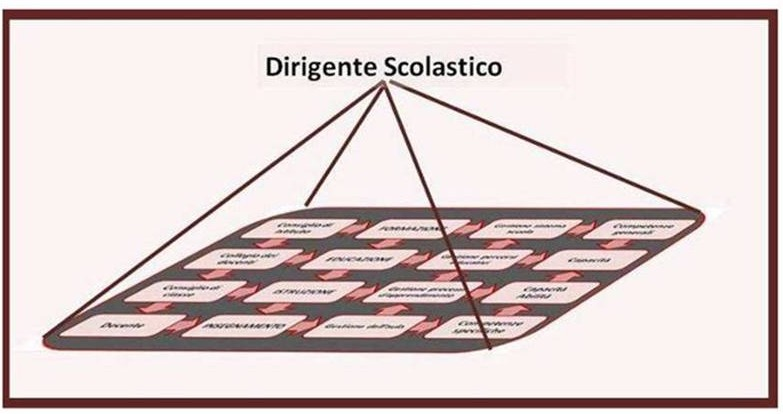 Dirigente Scolastico
Consiglio di
istituto
FORMAZIONE
Gestione sistema
scuola
Competenze
generali
Collegio dei
docenti
EDUCAZIONE
Gestione percorsi
educativi
Capacità
Consiglio di
classe
ISTRUZIONE
Gestione processi
d'apprendimento
Capacità
Abilità
Docente
INSEGNAMENTO
Gestione dell'aula
Competenze
specifiche